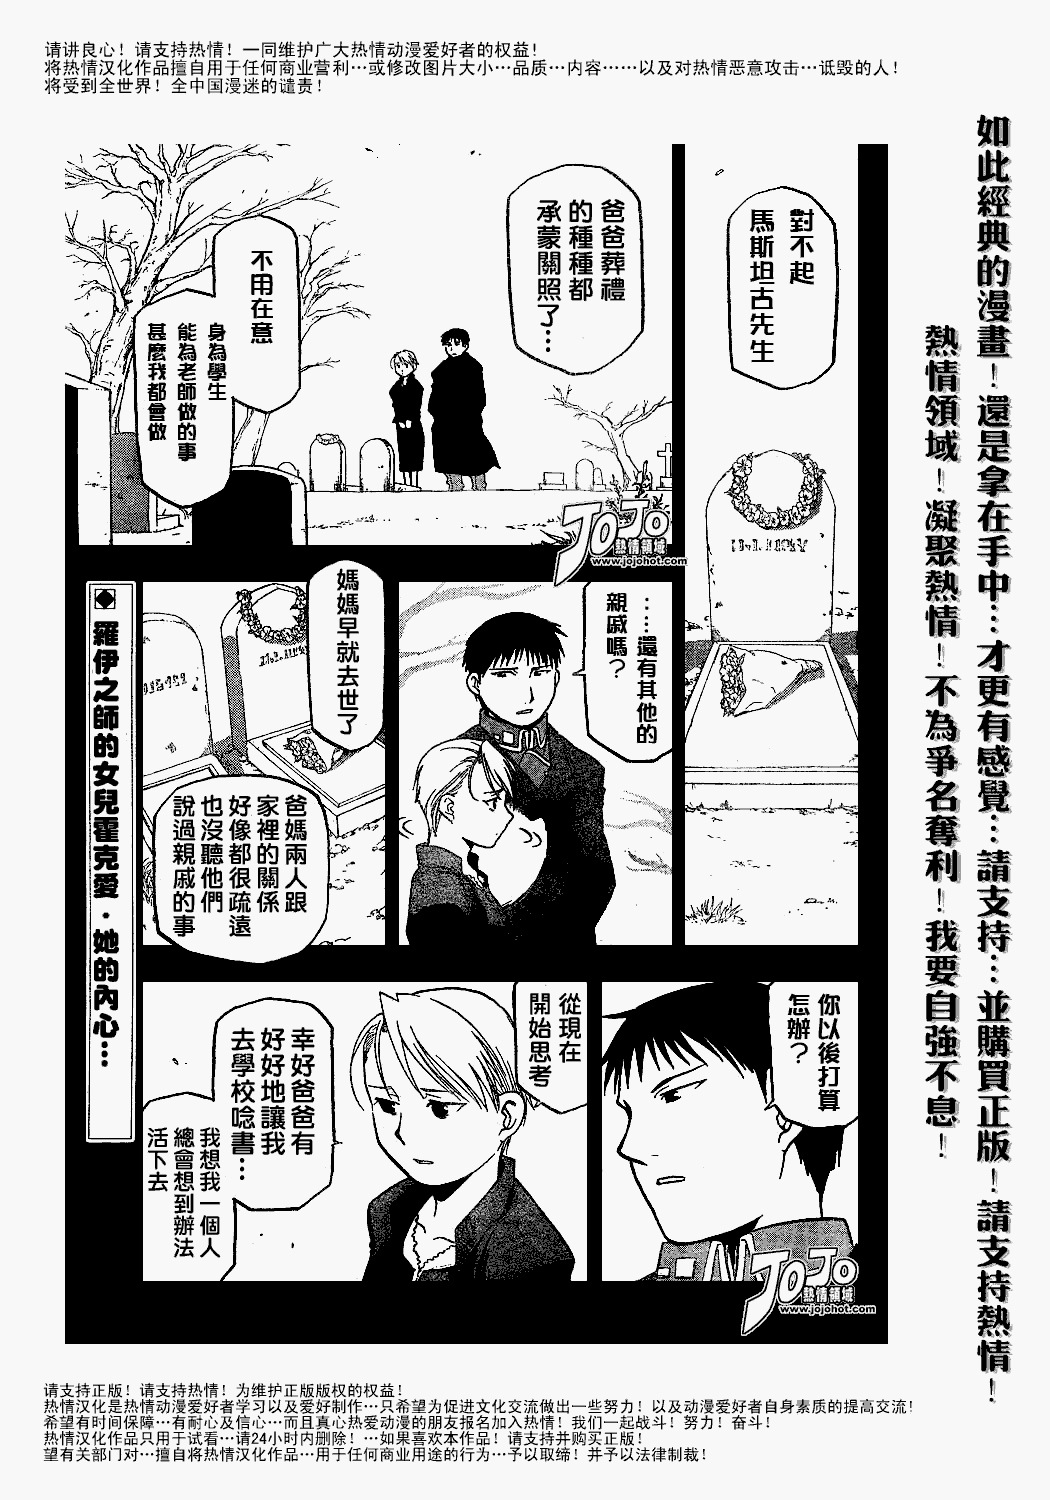 请讲良心！请支持热情！一同维护广大热情动漫爱好者的权益！
将热情汉化作品擅自用于任何商业营利…或修改图片大小…品质…内容……以及对热情恶意攻击…诋毁的人！
将受到全世界！全中国漫迷的谴责！
如此經典的漫畫！還是拿在手中…才更有感覺…請支持…並購買正版！請支持熱情！
熱情領域！凝聚熱情！不為爭名奪利！我要自強不息！
對不起
馬斯坦古先生
爸爸葬禮
的種種都
承蒙關照了…
不用在意
身為學生
能為老師做的事
甚麼我都會做
JOJO
熱情領域
www.jojohot.com
……還有其他的
親戚嗎？
媽媽早就去世了
爸媽兩人跟
家裡的關係
好像都很疏遠
也沒聽他們
說過親戚的事
◆羅伊之師的女兒霍克愛．她的內心…
你以後打算
怎辦？
從現在
開始思考
幸好爸爸有
好好地讓我
去學校唸書…
我想我一個人
總會想到辦法
活下去
JOJO
熱情領域
www.jojohot.com
请支持正版！请支持热情！为维护正版版权的权益！
热情汉化是热情动漫爱好者学习以及爱好制作…只希望为促进文化交流做出一些努力！以及动漫爱好者自身素质的提高交流！
希望有时间保障…有耐心及信心…而且真心热爱动漫的朋友报名加入热情！我们一起战斗！努力！奋斗！
热情汉化作品只用于试看…请24小时内删除！…如果喜欢本作品！请支持并购买正版！
望有关部门对…擅自将热情汉化作品…用于任何商业用途的行为…予以取缔！并予以法律制裁！